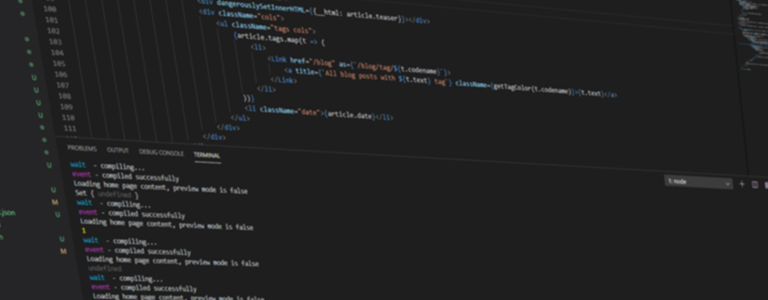 100 <div dangerouslySetInnerHTML={{__html: article.teaser}}></div>
101 <div className="cols">
102 <ul className="tags cols">
103 {article.tags.map(t => (
104 <li>
105 <Link href="/blog" as={`/blog/tag/${t.codename}`}>
106 <a title={`All blog posts with ${t.text} tag`} className={getTagColor(t.codename)}>{t.text}</a>
107 </Link>
108 </li>
109 ))}
110 <li className="date">{article.date}</li>
111 </ul>
</div>
</div>
PROBLEMS OUTPUT DEBUG CONSOLE TERMINAL
1: node
wait - compiling...
event - compiled successfully
Loading home page content, preview mode is false
Set { undefined }
wait - compiling...
event - compiled successfully
Loading home page content, preview mode is false
1
wait - compiling...
event - compiled successfully
Loading home page content, preview mode is false
undefined
wait - compiling...
event - compiled successfully
Loading home page content, preview mode is false
.json